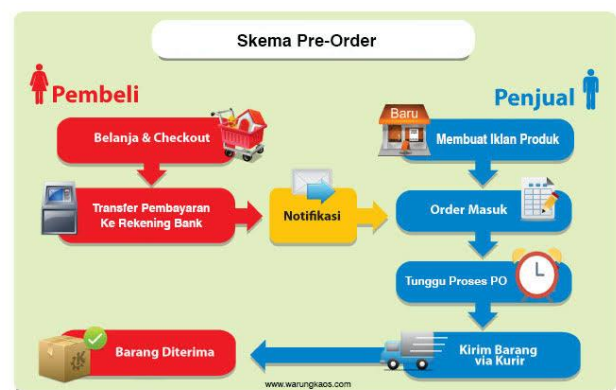 Skema Pre-Order
Pembeli
Penjual
Belanja & Checkout
Baru
Membuat Iklan Produk
Transfer Pembayaran
Ke Rekening Bank
Notifikasi
Order Masuk
Tunggu Proses PO
Barang Diterima
Kirim Barang
via Kurir
www.warungkaos.com